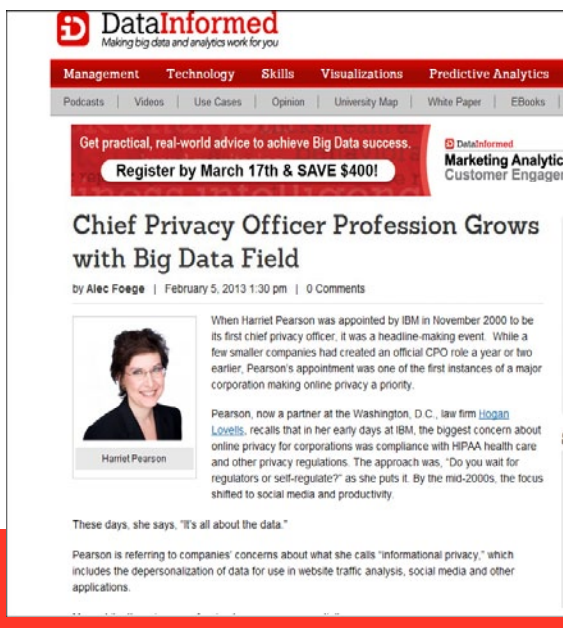 DataInformed
Making big data and analytics work for you
Management Technology Skills Visualizations Predictive Analytics
Podcasts | Videos | Use Cases | Opinion | University Map | White Paper | EBooks |
Get practical, real-world advice to achieve Big Data success.
Register by March 17th & SAVE $400!
DataInformed
Marketing Analytic
Customer Engager
Chief Privacy Officer Profession Grows
with Big Data Field
by Alec Foege | February 5, 2013 1:30 pm | 0 Comments
When Harriet Pearson was appointed by IBM in November 2000 to be
its first chief privacy officer, it was a headline-making event. While a
few smaller companies had created an official CPO role a year or two
earlier, Pearson's appointment was one of the first instances of a major
corporation making online privacy a priority.
Harriet Pearson
Pearson, now a partner at the Washington, D.C., law firm Hogan
Lovells, recalls that in her early days at IBM, the biggest concern about
online privacy for corporations was compliance with HIPAA health care
and other privacy regulations. The approach was, "Do you wait for
regulators or self-regulate?" as she puts it. By the mid-2000s, the focus
shifted to social media and productivity.
These days, she says, "It's all about the data."
Pearson is referring to companies' concerns about what she calls "informational privacy," which
includes the depersonalization of data for use in website traffic analysis, social media and other
applications.